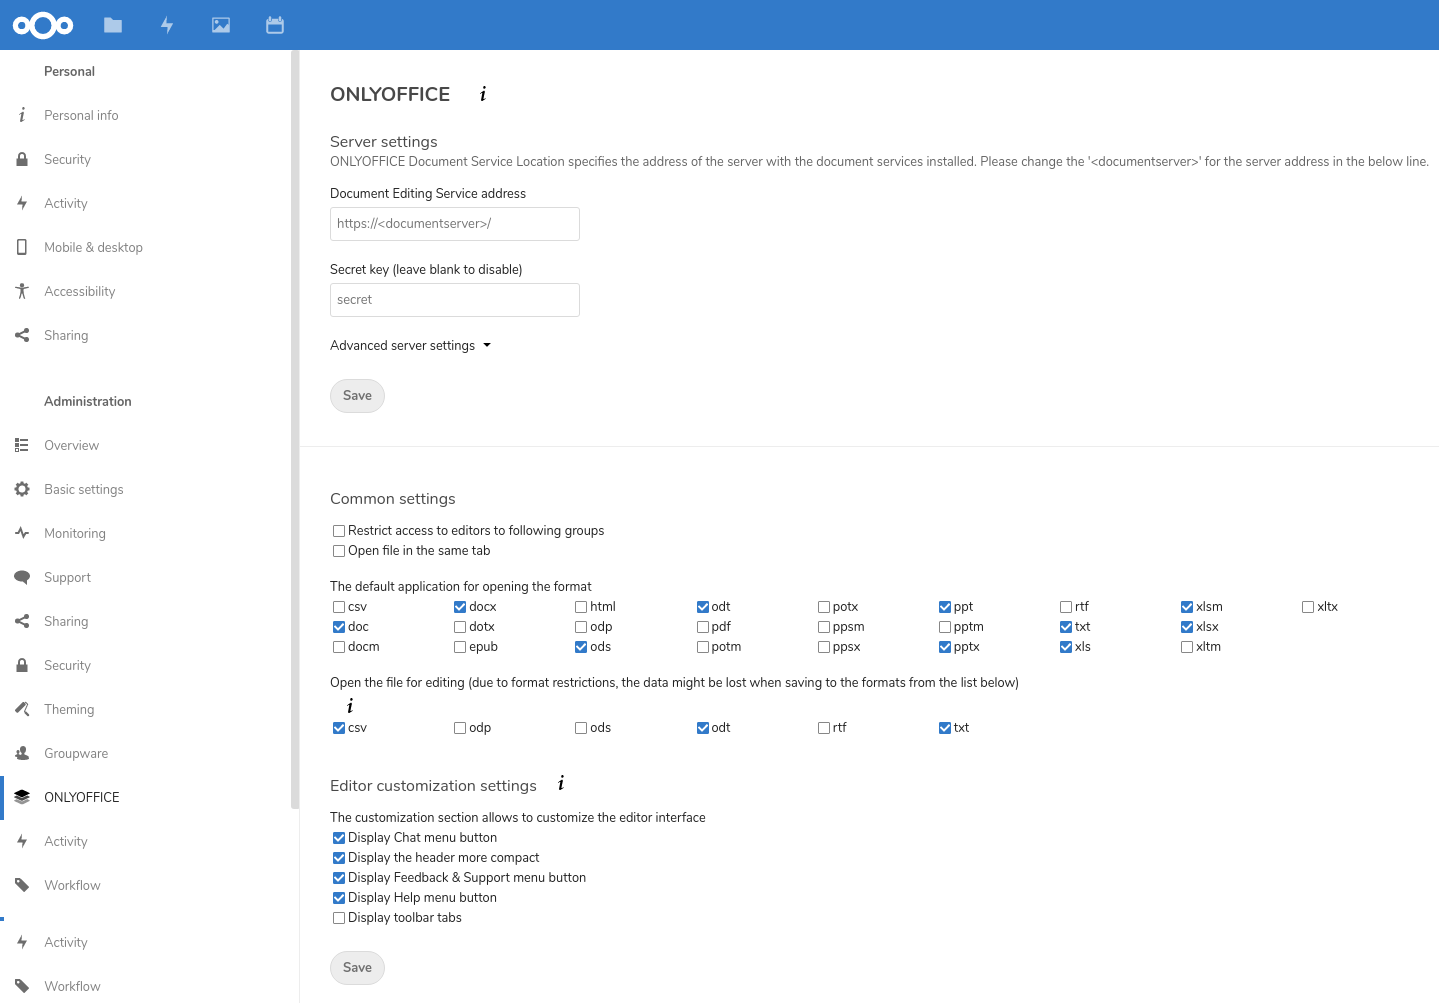 Personal
Personal info
Security
Activity
Mobile & desktop
Accessibility
Sharing
Administration
Overview
Basic settings
Monitoring
Support
Sharing
Security
Theming
Groupware
ONLYOFFICE
Activity
Workflow
Activity
Workflow
ONLYOFFICE
Server settings
ONLYOFFICE Document Service Location specifies the address of the server with the document services installed. Please change the '<documentserver>' for the server address in the below line.
Document Editing Service address
https://<documentserver>/
Secret key (leave blank to disable)
secret
Advanced server settings
Save
Common settings
Restrict access to editors to following groups
Open file in the same tab
The default application for opening the format
csv docx html odt potx ppt rtf xlsm xltx
doc dotx odp pdf ppsm pptm txt xlsx
docm epub ods potm ppsx pptx xls xltm
Open the file for editing (due to format restrictions, the data might be lost when saving to the formats from the list below)
csv odp ods odt rtf txt
Editor customization settings
The customization section allows to customize the editor interface
Display Chat menu button
Display the header more compact
Display Feedback & Support menu button
Display Help menu button
Display toolbar tabs
Save